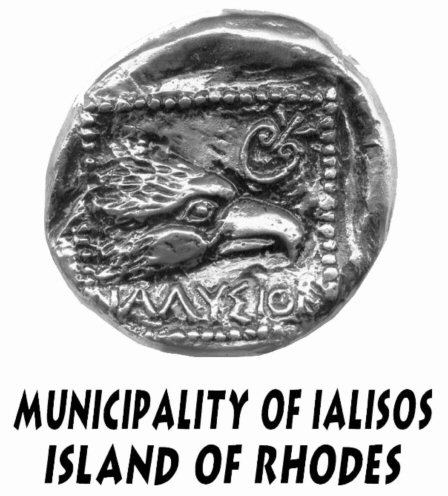 ΙΑΛΥΣΙΟΝ
MUNICIPALITY OF IALISOS
ISLAND OF RHODES